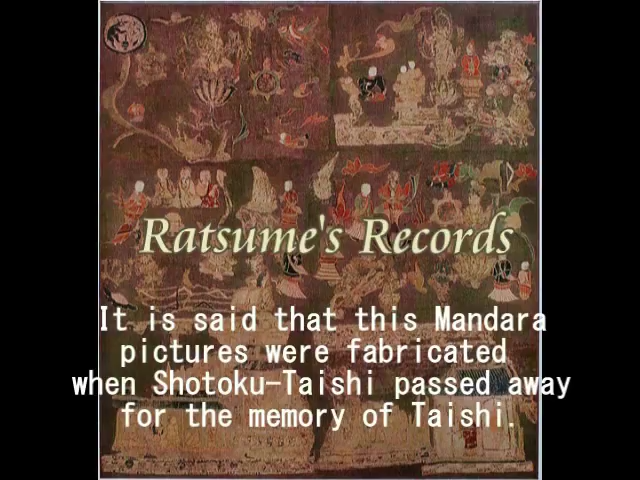 Ratsume's Records
It is said that this Mandara
pictures were fabricated
when Shotoku-Taishi passed away
for the memory of Taishi.